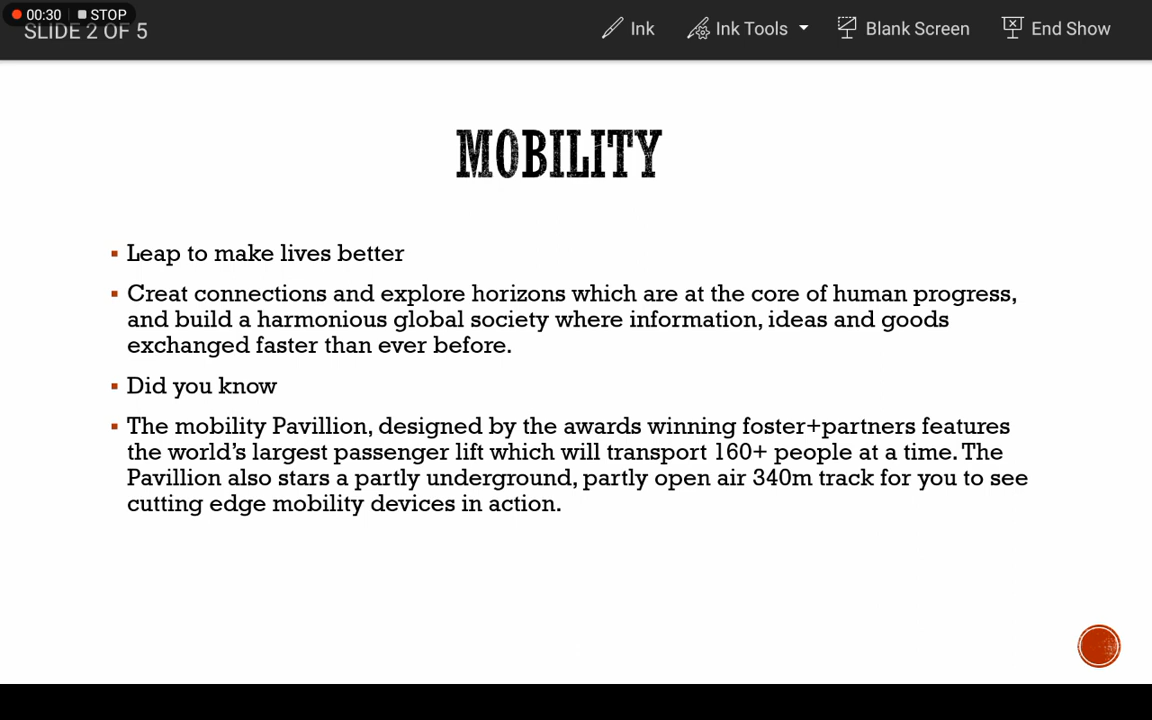 00:30 STOP
SLIDE 2 OF 5
Ink
Ink Tools
Blank Screen
End Show
MOBILITY
Leap to make lives better
Creat connections and explore horizons which are at the core of human progress,
and build a harmonious global society where information, ideas and goods
exchanged faster than ever before.
Did you know
The mobility Pavillion, designed by the awards winning foster+partners features
the world's largest passenger lift which will transport 160+ people at a time. The
Pavillion also stars a partly underground, partly open air 340m track for you to see
cutting edge mobility devices in action.